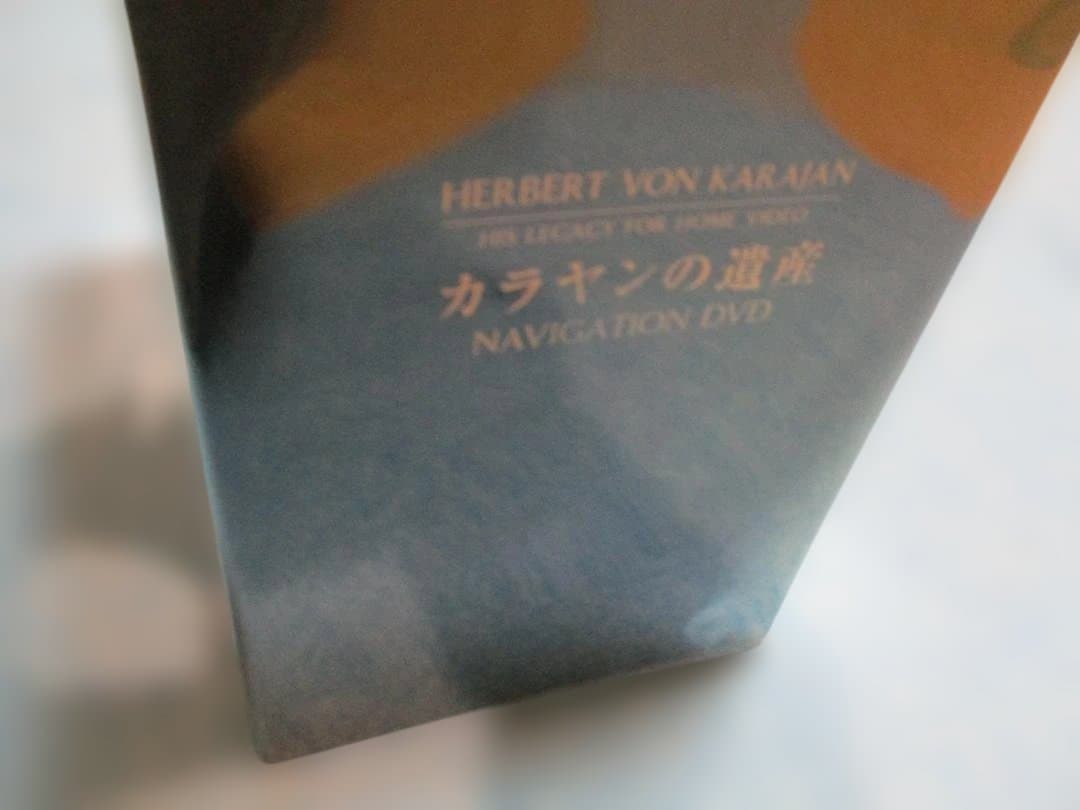 HERBERT VON KARAJAN
HIS LEGACY FOR HOME VIDEO
カラヤンの遺産
NAVIGATION DVD